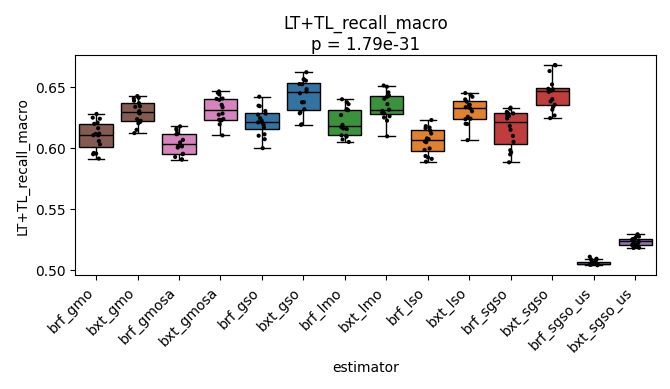 LT+TL_recall_macro
p = 1.79e-31
LT+TL_recall_macro
0.65
0.60
0.55
0.50
brf_gmo
bxt_gmo
brf_gmosa
bxt_gmosa
brf_gso
bxt_gso
brf_lmo
bxt_lmo
brf_lso
bxt_lso
brf_sgso
bxt_sgso
brf_sgso_us
bxt_sgso_us
estimator